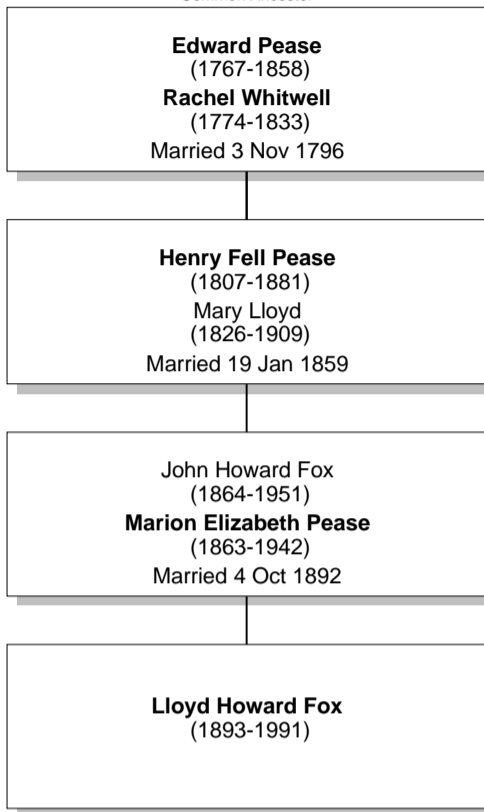 Edward Pease
(1767-1858)
Rachel Whitwell
(1774-1833)
Married 3 Nov 1796
Henry Fell Pease
(1807-1881)
Mary Lloyd
(1826-1909)
Married 19 Jan 1859
John Howard Fox
(1864-1951)
Marion Elizabeth Pease
(1863-1942)
Married 4 Oct 1892
Lloyd Howard Fox
(1893-1991)